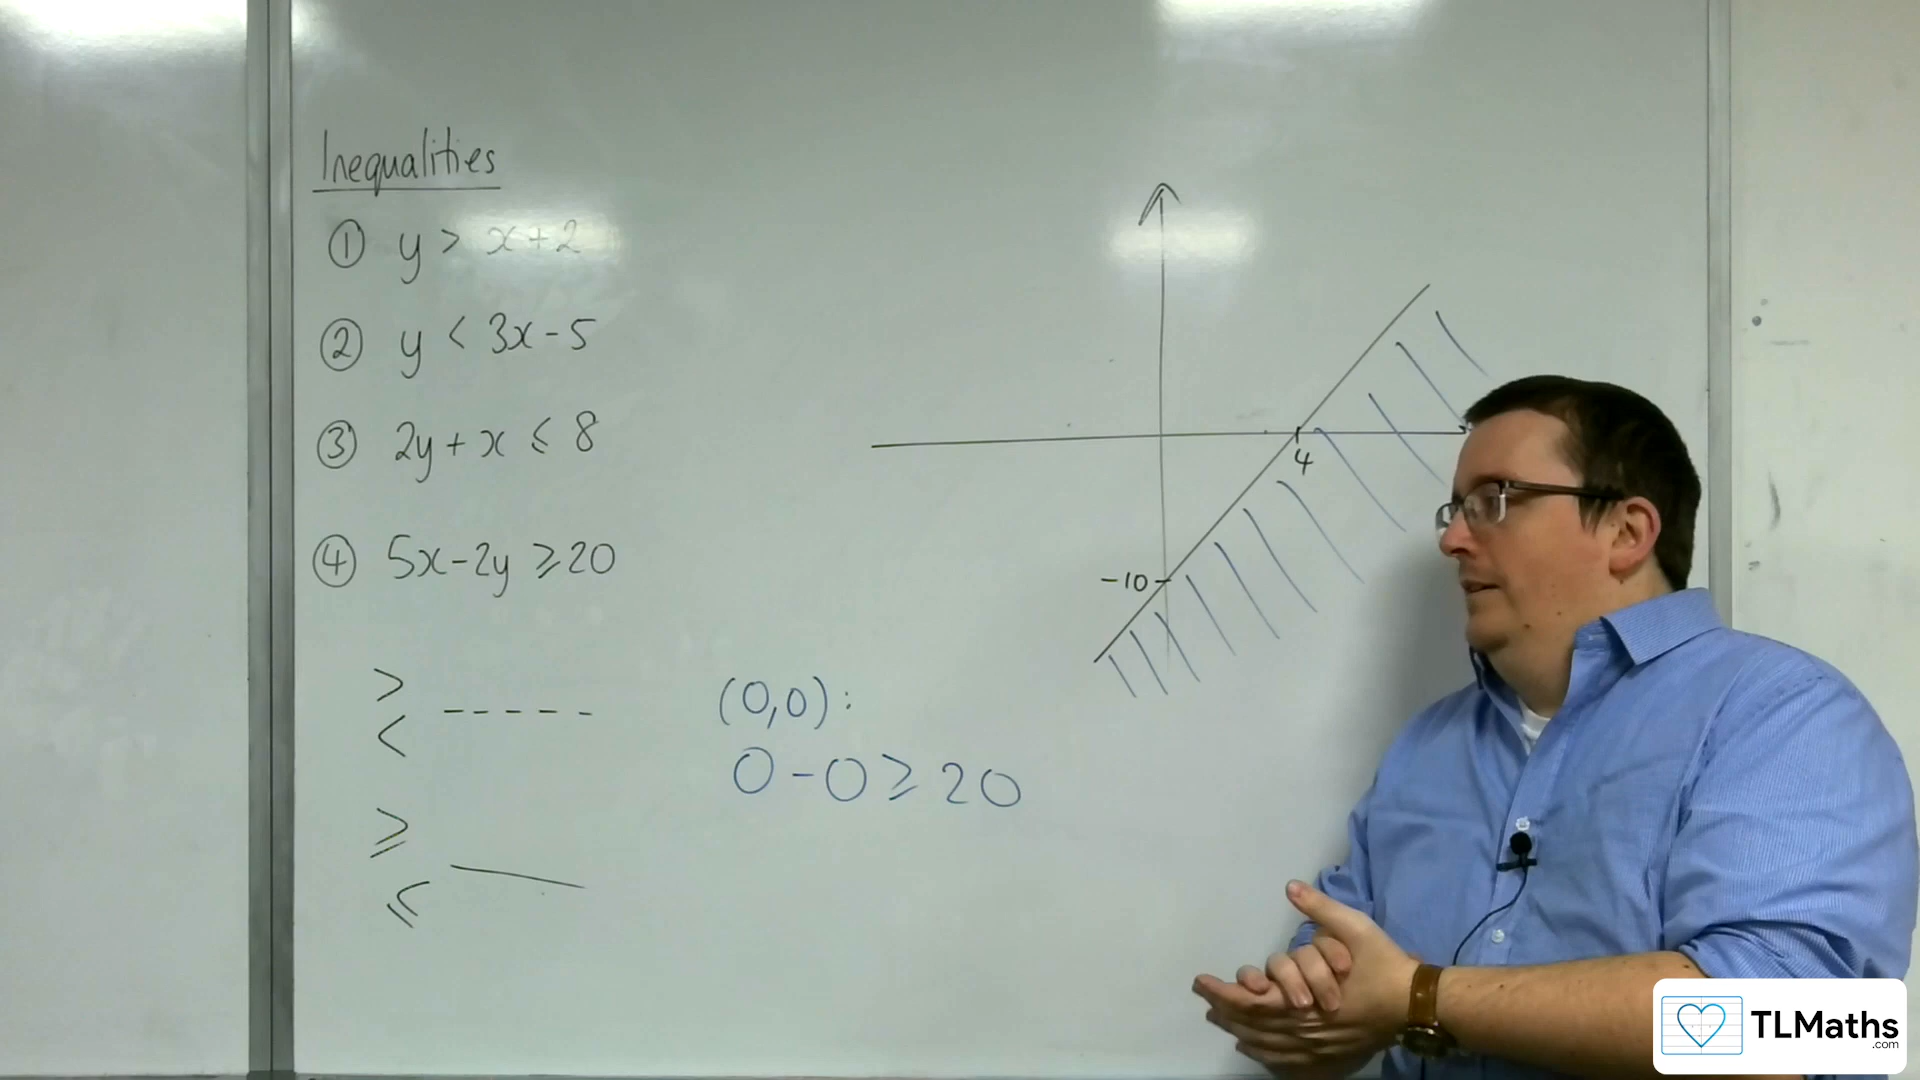 Inequalities
① y > x + 2
② y < 3x - 5
③ 2y + x ⩽ 8
④ 5x - 2y ⩾ 20
>
<
⩾
⩽
(0,0):
0 - 0 ⩾ 20
4
-10
TLMaths
.com